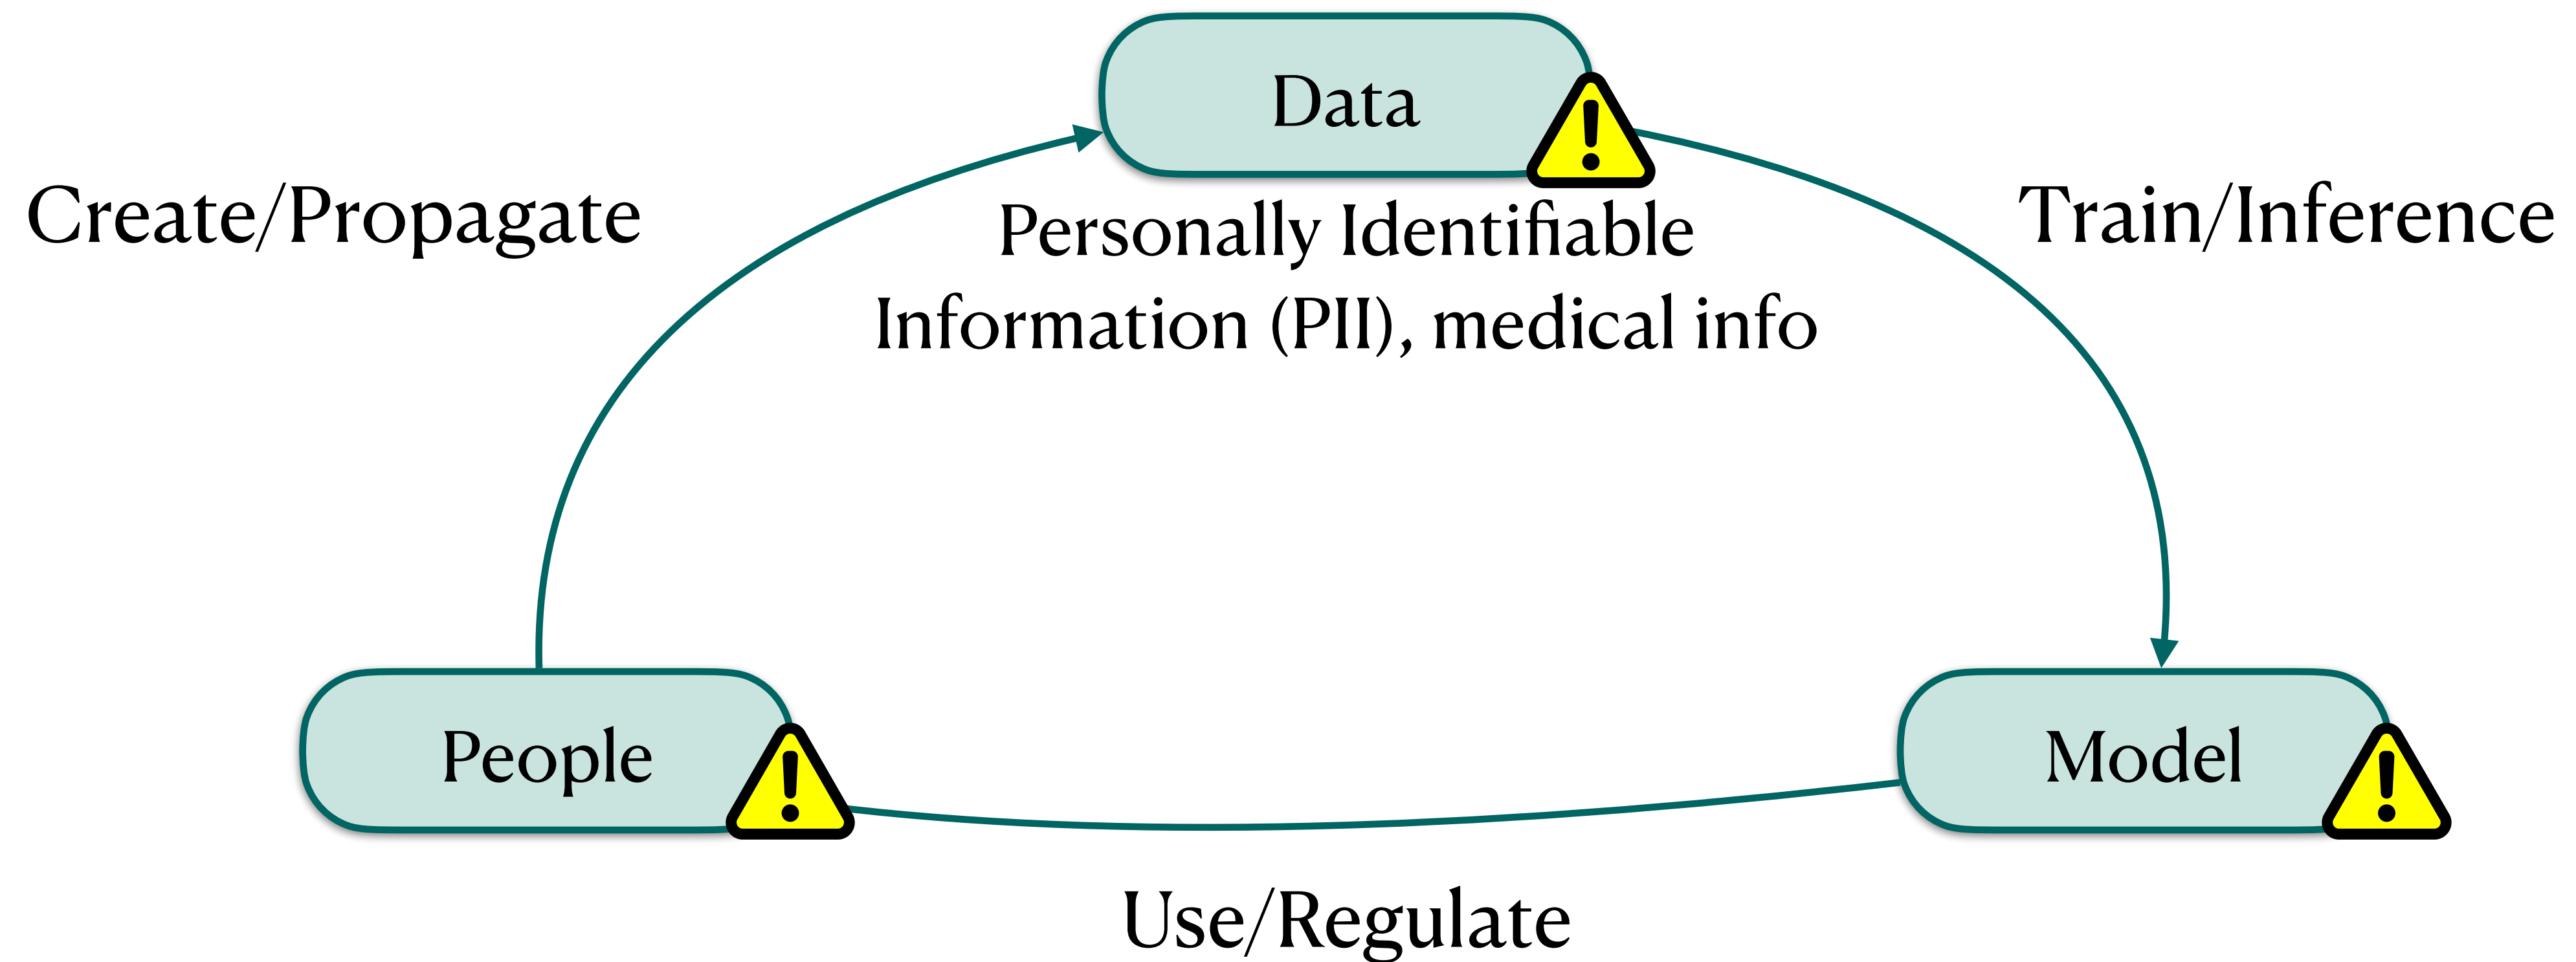 Data
Create/Propagate
Train/Inference
Personally Identifiable
Information (PII), medical info
People
Model
Use/Regulate